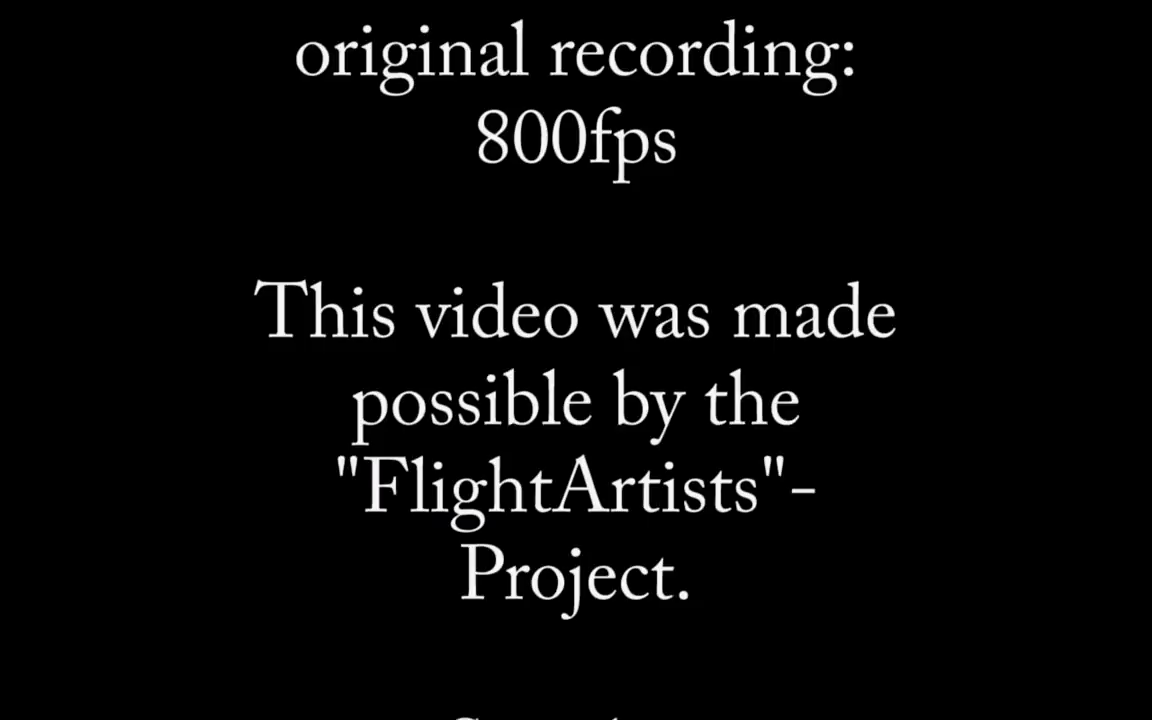 original recording:
800fps
This video was made
possible by the
"FlightArtists"-
Project.